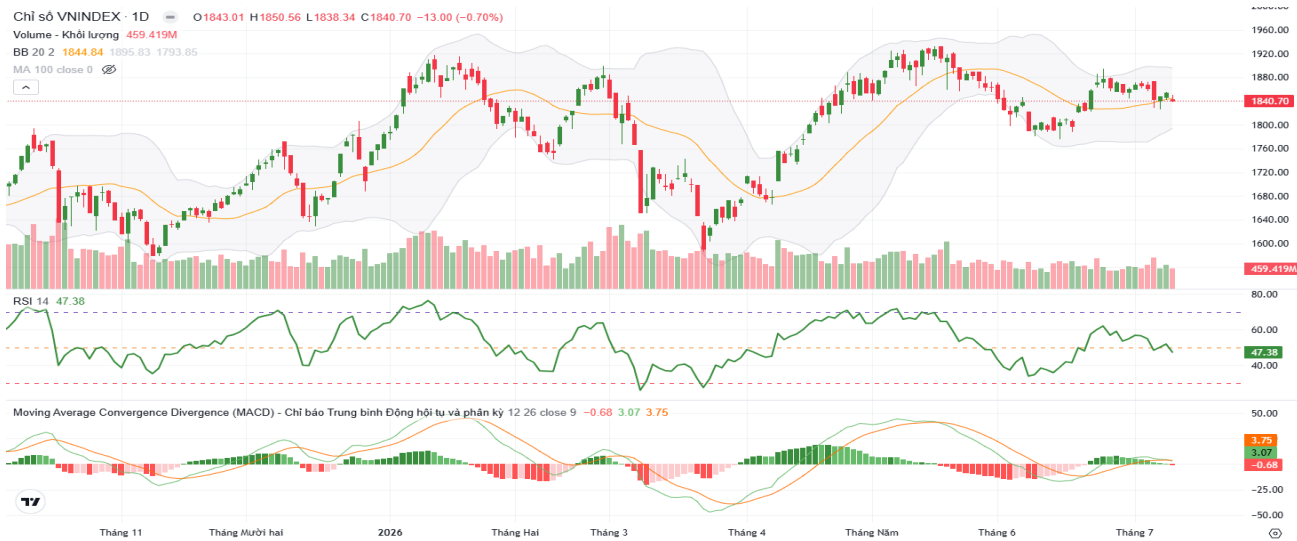 Chỉ số VNINDEX · 1D O1843.01 H1850.56 L1838.34 C1840.70 −13.00 (−0.70%)
Volume - Khối lượng 459.419M
BB 20 2 1844.84 1895.83 1793.85
MA 100 close 0
1960.00
1920.00
1880.00
1840.70
1800.00
1760.00
1720.00
1680.00
1640.00
1600.00
459.419M
RSI 14 47.38
80.00
60.00
47.38
40.00
Moving Average Convergence Divergence (MACD) - Chỉ báo Trung bình Động hội tụ và phân kỳ 12 26 close 9 −0.68 3.07 3.75
50.00
3.75
3.07
−0.68
−25.00
−50.00
Tháng 11 Tháng Mười hai 2026 Tháng Hai Tháng 3 Tháng 4 Tháng Năm Tháng 6 Tháng 7